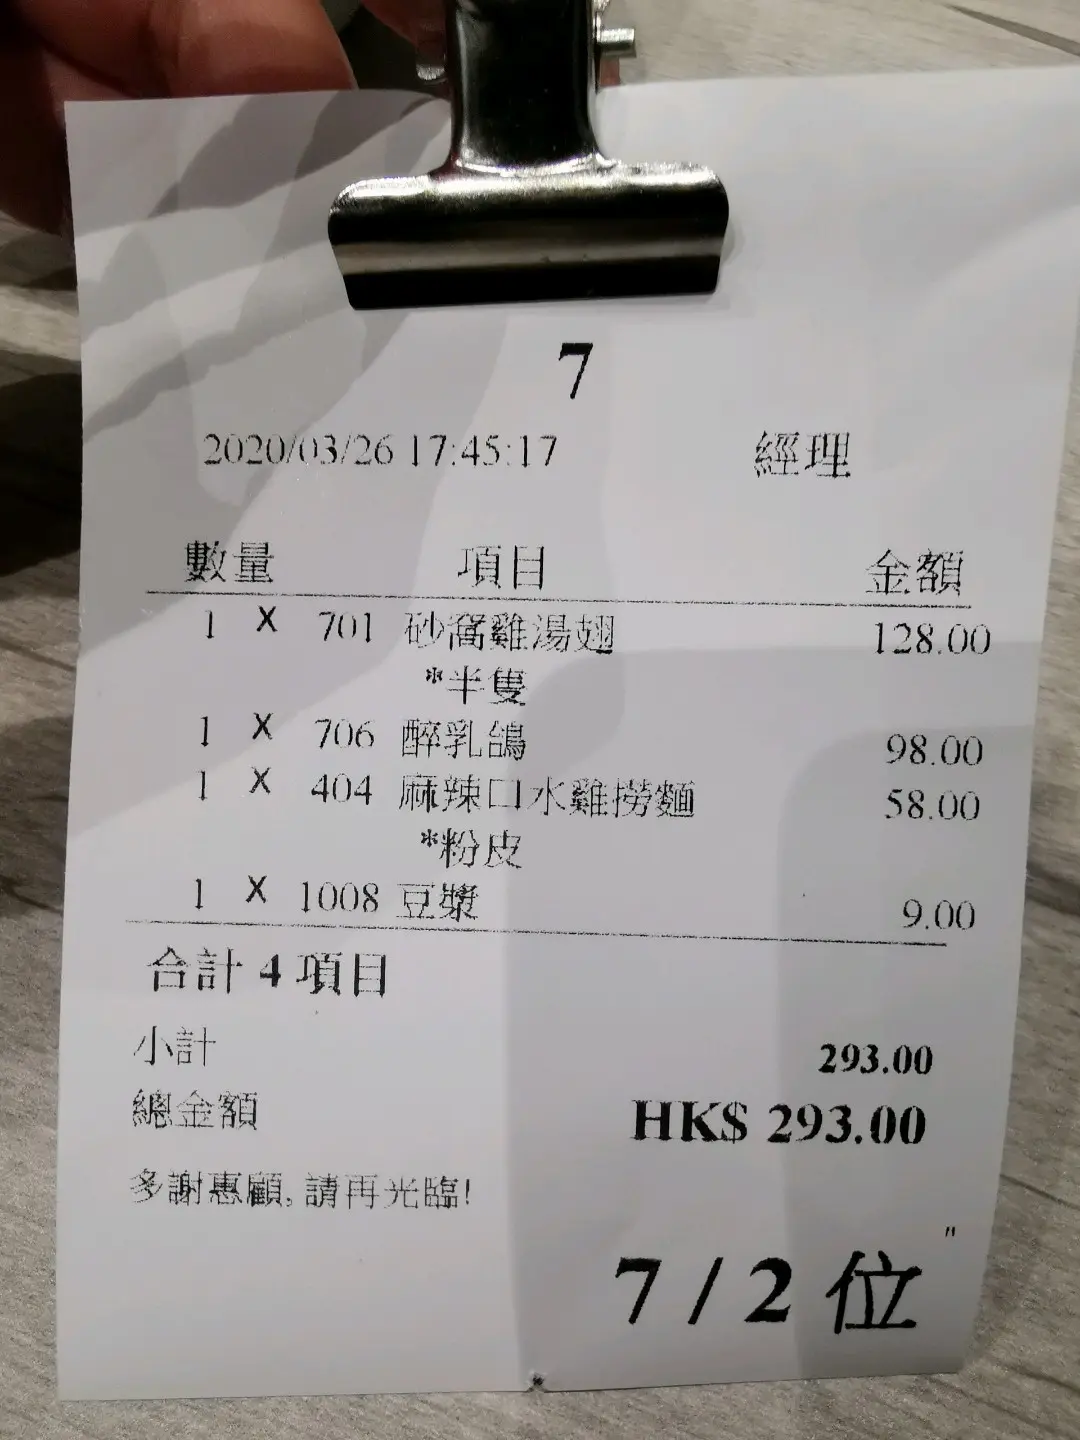 7
2020/03/26 17:45:17 經理
數量 項目 金額
1 X 701 砂窩雞湯翅 128.00
*半隻
1 X 706 醉乳鴿 98.00
1 X 404 麻辣口水雞撈麵 58.00
*粉皮
1 X 1008 豆漿 9.00
合計 4 項目
小計 293.00
總金額 HK$ 293.00
多謝惠顧, 請再光臨!
"
7 / 2 位